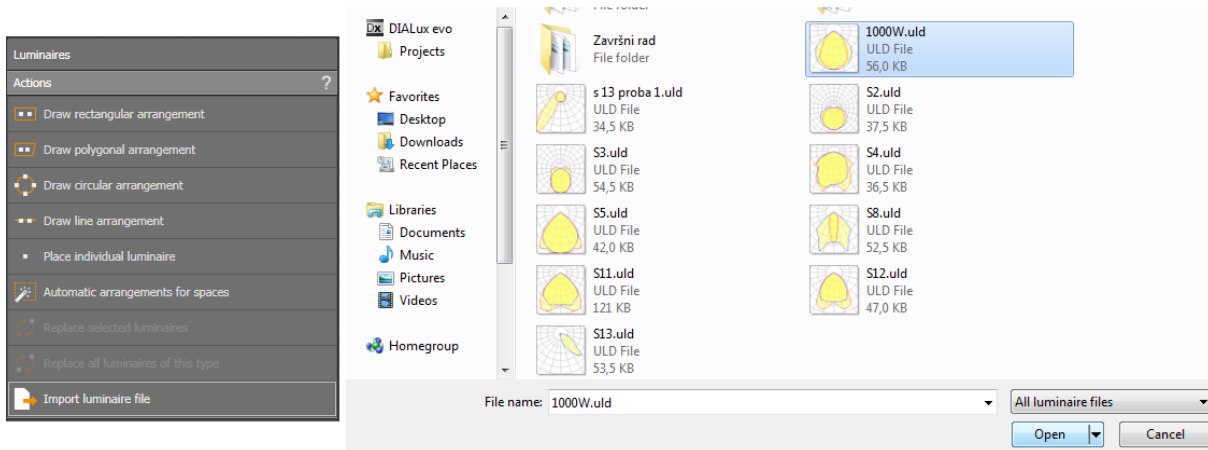 Luminaires
Actions ?
Draw rectangular arrangement
Draw polygonal arrangement
Draw circular arrangement
Draw line arrangement
Place individual luminaire
Automatic arrangements for spaces
Replace selected luminaires
Replace all luminaires of this type
Import luminaire file
Dx DIALux evo
Projects
Favorites
Desktop
Downloads
Recent Places
Libraries
Documents
Music
Pictures
Videos
Homegroup
File folder
Završni rad
File folder
1000W.uld
ULD File
56,0 KB
s 13 proba 1.uld
ULD File
34,5 KB
S2.uld
ULD File
37,5 KB
S3.uld
ULD File
54,5 KB
S4.uld
ULD File
36,5 KB
S5.uld
ULD File
42,0 KB
S8.uld
ULD File
52,5 KB
S11.uld
ULD File
121 KB
S12.uld
ULD File
47,0 KB
S13.uld
ULD File
53,5 KB
File name: 1000W.uld
All luminaire files
Open
Cancel